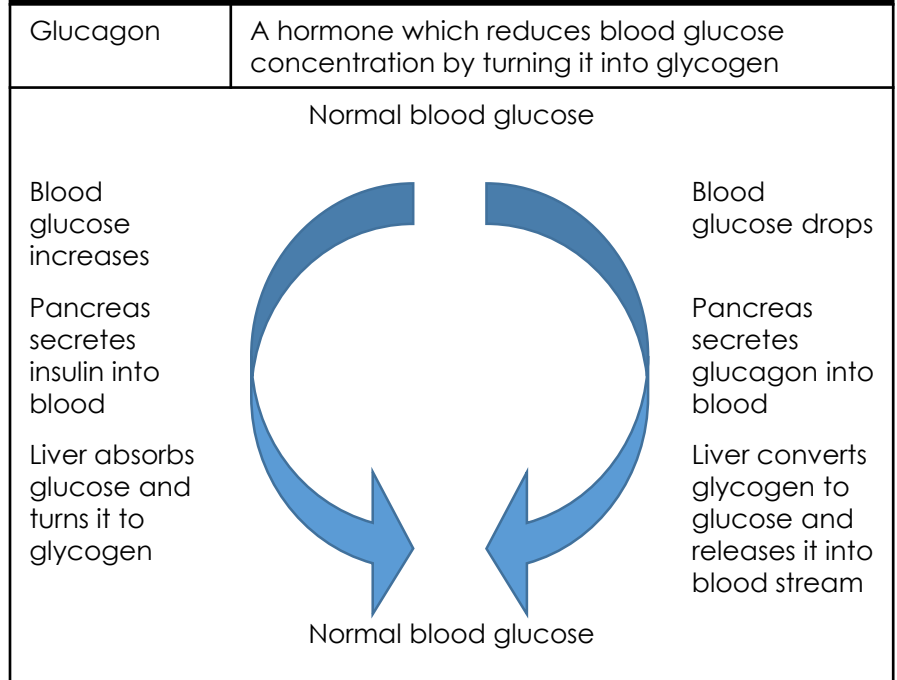 Glucagon
A hormone which reduces blood glucose
concentration by turning it into glycogen
Normal blood glucose
Blood
glucose
increases
Pancreas
secretes
insulin into
blood
Liver absorbs
glucose and
turns it to
glycogen
Blood
glucose drops
Pancreas
secretes
glucagon into
blood
Liver converts
glycogen to
glucose and
releases it into
blood stream
Normal blood glucose